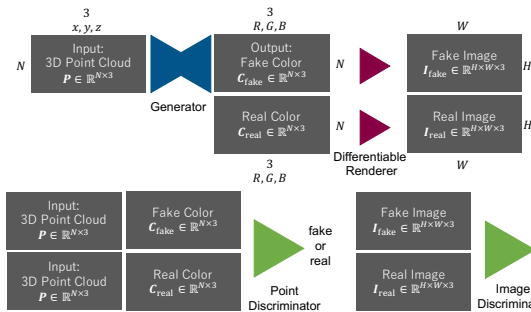 3
x, y, z
3
R, G, B
W
N
Input:
3D Point Cloud
P ∈ ℝ^{N×3}
Generator
Output:
Fake Color
C_fake ∈ ℝ^{N×3}
N
Fake Image
I_fake ∈ ℝ^{H×W×3}
H
Real Color
C_real ∈ ℝ^{N×3}
N
Real Image
I_real ∈ ℝ^{H×W×3}
H
3
R, G, B
Differentiable
Renderer
W
Input:
3D Point Cloud
P ∈ ℝ^{N×3}
Fake Color
C_fake ∈ ℝ^{N×3}
Input:
3D Point Cloud
P ∈ ℝ^{N×3}
Real Color
C_real ∈ ℝ^{N×3}
fake
or
real
Point
Discriminator
Fake Image
I_fake ∈ ℝ^{H×W×3}
Real Image
I_real ∈ ℝ^{H×W×3}
Image
Discrimina